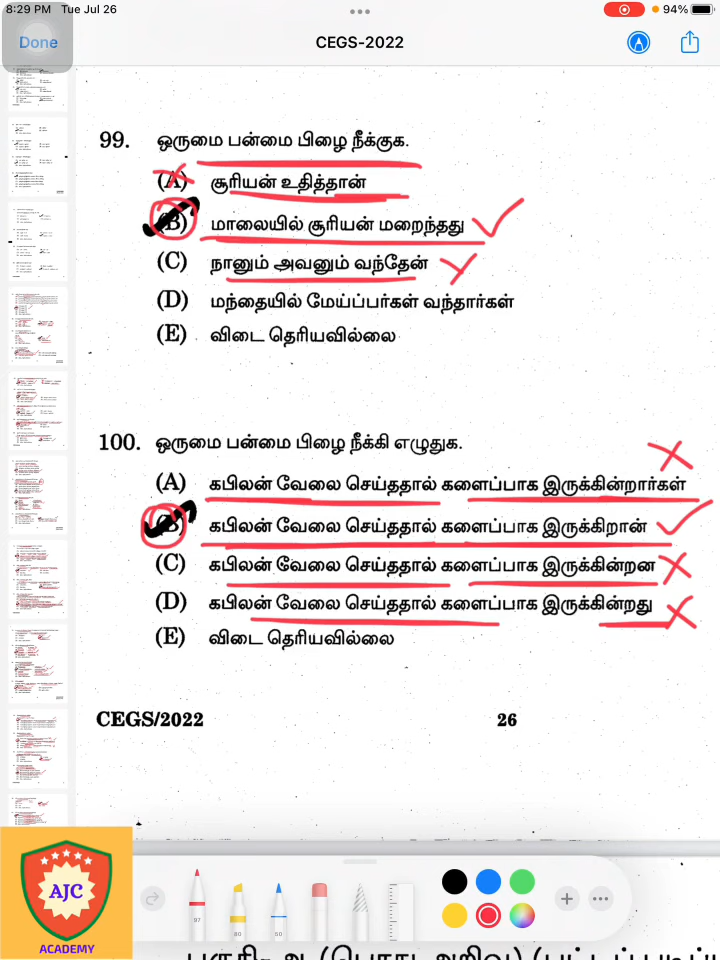 8:29 PM Tue Jul 26
94%
Done
CEGS-2022
99. ஒருமை பன்மை பிழை நீக்குக.
(A) சூரியன் உதித்தான்
(B) மாலையில் சூரியன் மறைந்தது
(C) நானும் அவனும் வந்தேன்
(D) மந்தையில் மேய்ப்பர்கள் வந்தார்கள்
(E) விடை தெரியவில்லை
100. ஒருமை பன்மை பிழை நீக்கி எழுதுக.
(A) கபிலன் வேலை செய்ததால் களைப்பாக இருக்கின்றார்கள்
(B) கபிலன் வேலை செய்ததால் களைப்பாக இருக்கிறான்
(C) கபிலன் வேலை செய்ததால் களைப்பாக இருக்கின்றன
(D) கபிலன் வேலை செய்ததால் களைப்பாக இருக்கின்றது
(E) விடை தெரியவில்லை
CEGS/2022 26
AJC
ACADEMY
97 80 50